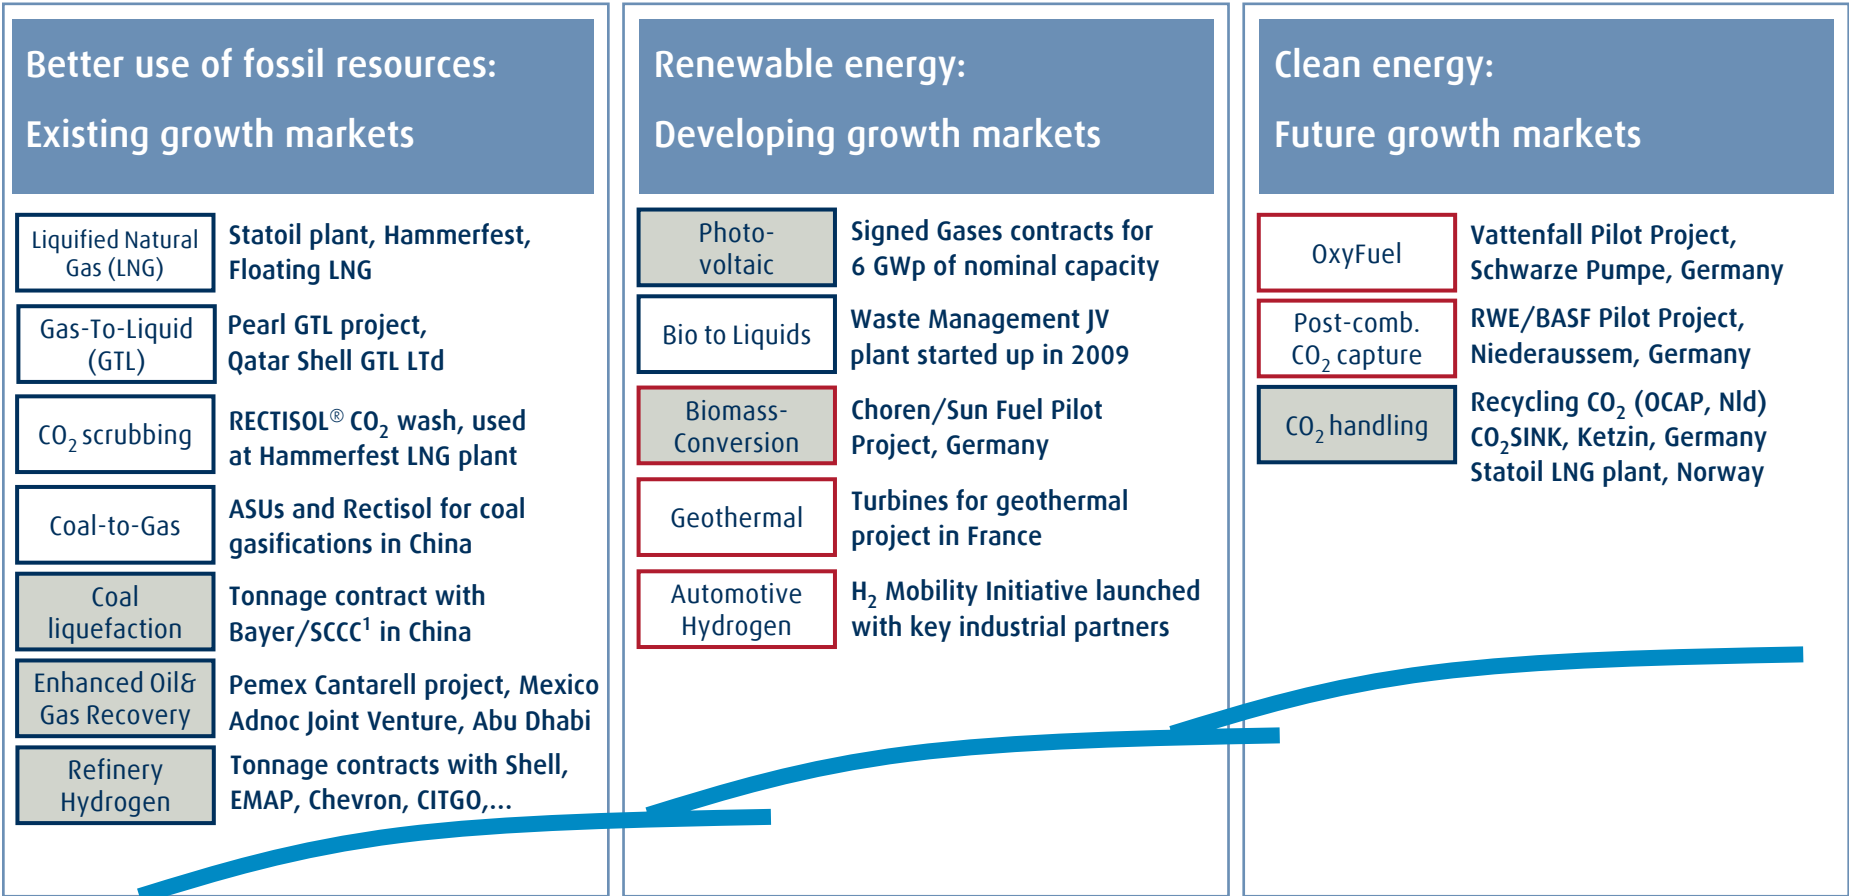 Better use of fossil resources:
Existing growth markets
Liquified Natural
Gas (LNG)
Statoil plant, Hammerfest,
Floating LNG
Gas-To-Liquid
(GTL)
Pearl GTL project,
Qatar Shell GTL LTd
CO₂ scrubbing
RECTISOL® CO₂ wash, used
at Hammerfest LNG plant
Coal-to-Gas
ASUs and Rectisol for coal
gasifications in China
Coal
liquefaction
Tonnage contract with
Bayer/SCCC¹ in China
Enhanced Oil&
Gas Recovery
Pemex Cantarell project, Mexico
Adnoc Joint Venture, Abu Dhabi
Refinery
Hydrogen
Tonnage contracts with Shell,
EMAP, Chevron, CITGO,...
Renewable energy:
Developing growth markets
Photo-
voltaic
Signed Gases contracts for
6 GWp of nominal capacity
Bio to Liquids
Waste Management JV
plant started up in 2009
Biomass-
Conversion
Choren/Sun Fuel Pilot
Project, Germany
Geothermal
Turbines for geothermal
project in France
Automotive
Hydrogen
H₂ Mobility Initiative launched
with key industrial partners
Clean energy:
Future growth markets
OxyFuel
Vattenfall Pilot Project,
Schwarze Pumpe, Germany
Post-comb.
CO₂ capture
RWE/BASF Pilot Project,
Niederaussem, Germany
CO₂ handling
Recycling CO₂ (OCAP, Nld)
CO₂SINK, Ketzin, Germany
Statoil LNG plant, Norway